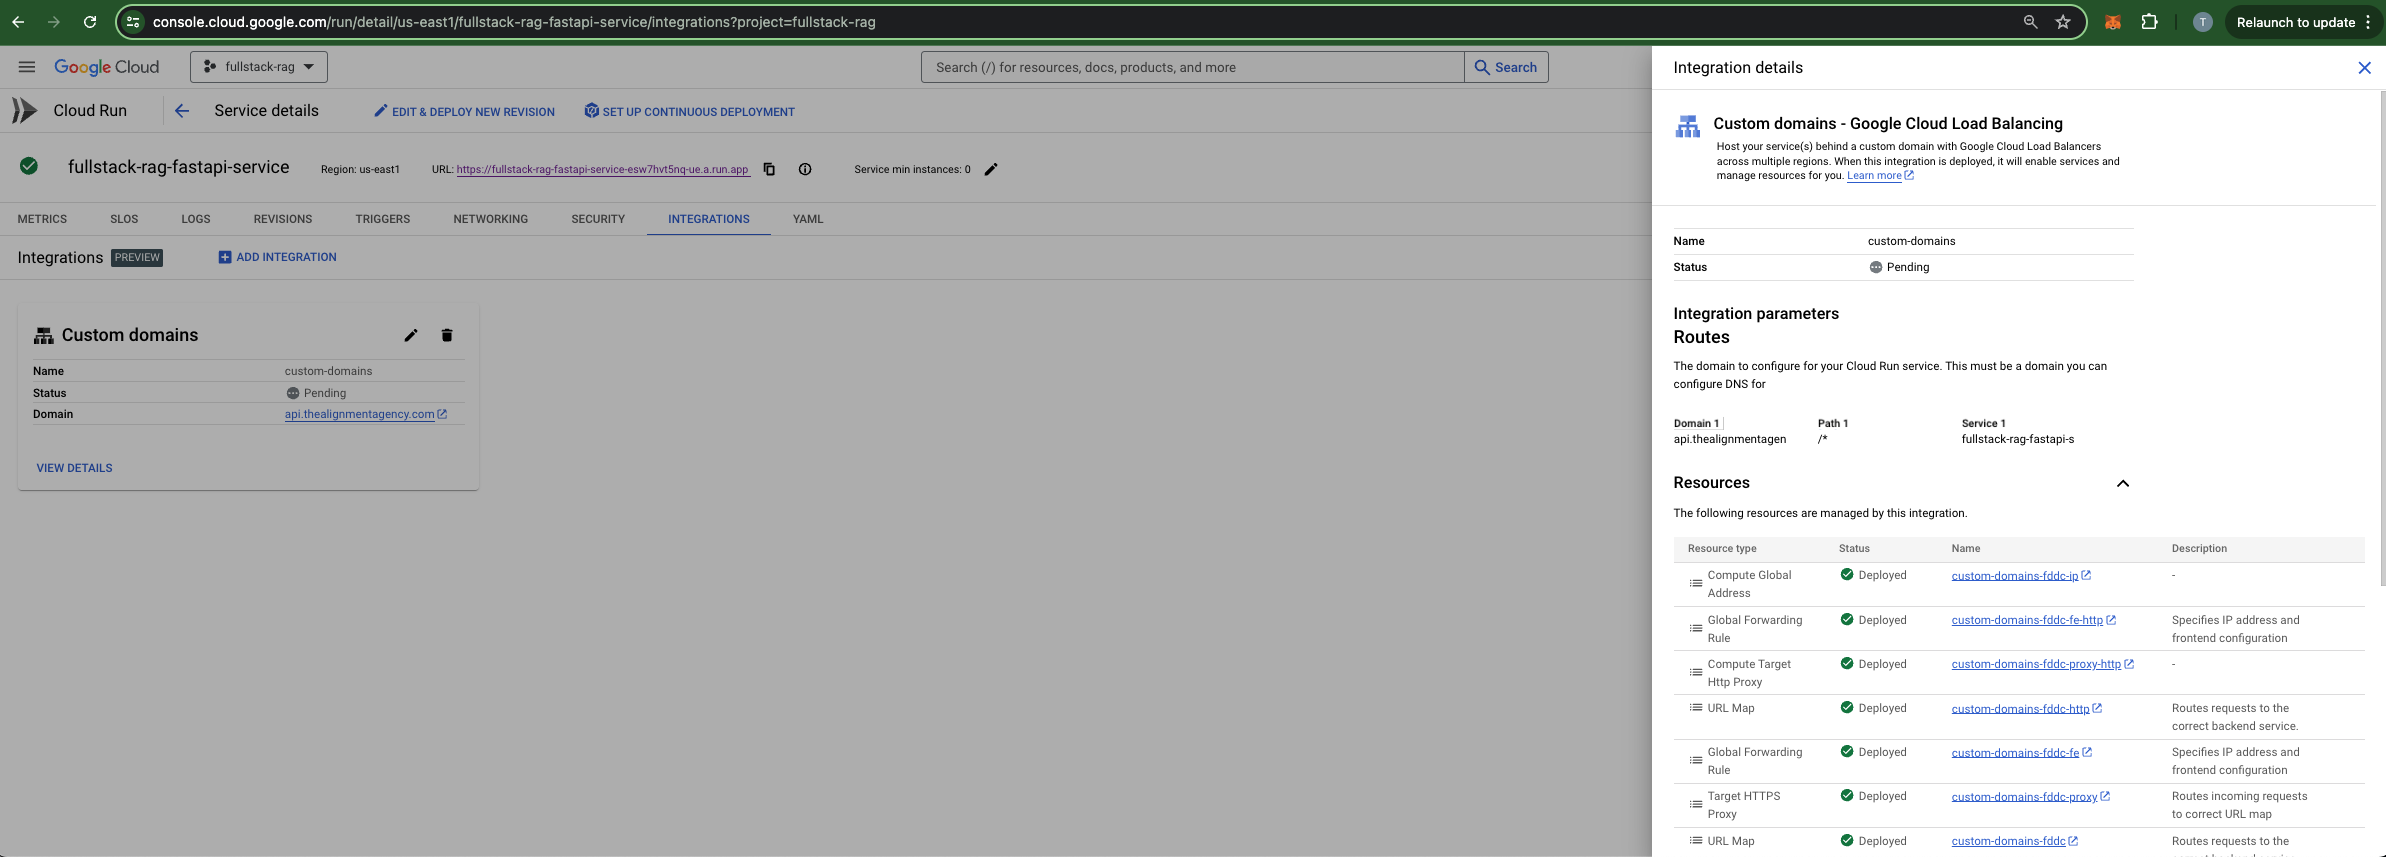 console.cloud.google.com/run/detail/us-east1/fullstack-rag-fastapi-service/integrations?project=fullstack-rag
T
Relaunch to update
Google Cloud
fullstack-rag
Search (/) for resources, docs, products, and more
Search
Cloud Run
Service details
EDIT & DEPLOY NEW REVISION
SET UP CONTINUOUS DEPLOYMENT
fullstack-rag-fastapi-service
Region: us-east1
URL: https://fullstack-rag-fastapi-service-esw7hvt5nq-ue.a.run.app
Service min instances: 0
METRICS
SLOS
LOGS
REVISIONS
TRIGGERS
NETWORKING
SECURITY
INTEGRATIONS
YAML
Integrations
PREVIEW
ADD INTEGRATION
Custom domains
Name custom-domains
Status Pending
Domain api.thealignmentagency.com
VIEW DETAILS
Integration details
Custom domains - Google Cloud Load Balancing
Host your service(s) behind a custom domain with Google Cloud Load Balancers
across multiple regions. When this integration is deployed, it will enable services and
manage resources for you. Learn more
Name custom-domains
Status Pending
Integration parameters
Routes
The domain to configure for your Cloud Run service. This must be a domain you can
configure DNS for
Domain 1 Path 1 Service 1
api.thealignmentagen /* fullstack-rag-fastapi-s
Resources
The following resources are managed by this integration.
Resource type Status Name Description
Compute Global Deployed custom-domains-fddc-ip -
Address
Global Forwarding Deployed custom-domains-fddc-fe-http Specifies IP address and
Rule frontend configuration
Compute Target Deployed custom-domains-fddc-proxy-http -
Http Proxy
URL Map Deployed custom-domains-fddc-http Routes requests to the
correct backend service.
Global Forwarding Deployed custom-domains-fddc-fe Specifies IP address and
Rule frontend configuration
Target HTTPS Deployed custom-domains-fddc-proxy Routes incoming requests
Proxy to correct URL map
URL Map Deployed custom-domains-fddc Routes requests to the